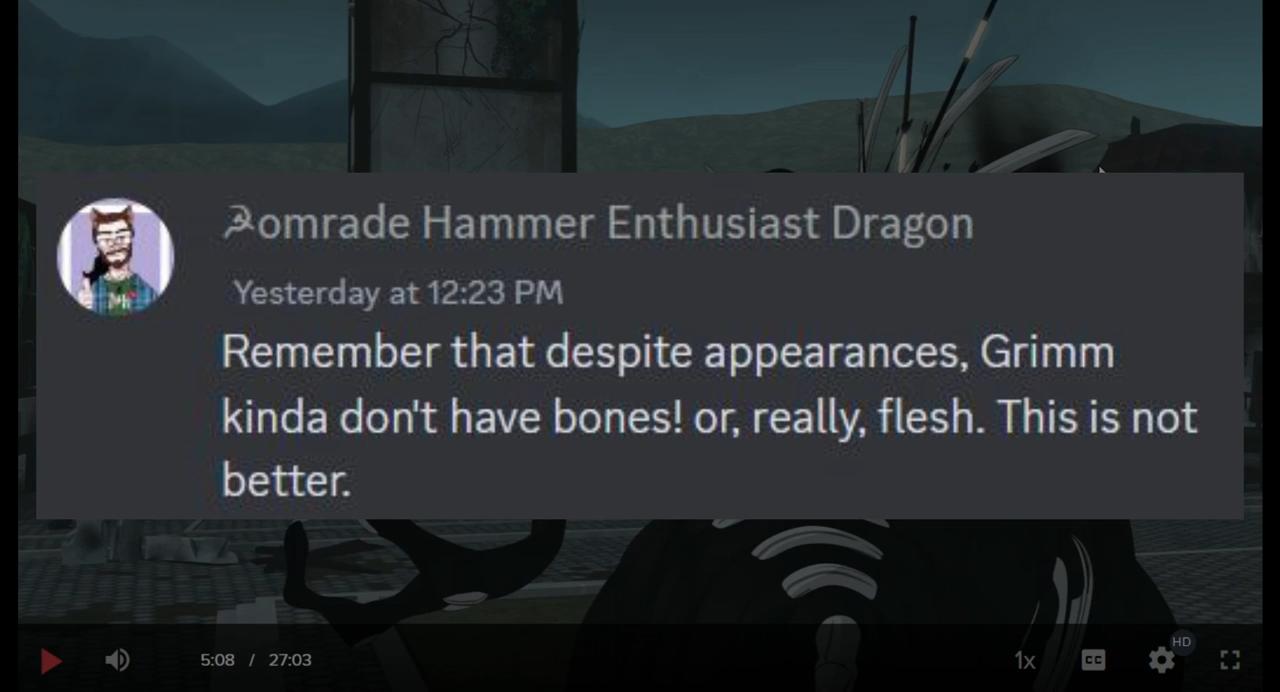 ☭omrade Hammer Enthusiast Dragon
Yesterday at 12:23 PM
Remember that despite appearances, Grimm
kinda don't have bones! or, really, flesh. This is not
better.
5:08 / 27:03
1x
CC
HD